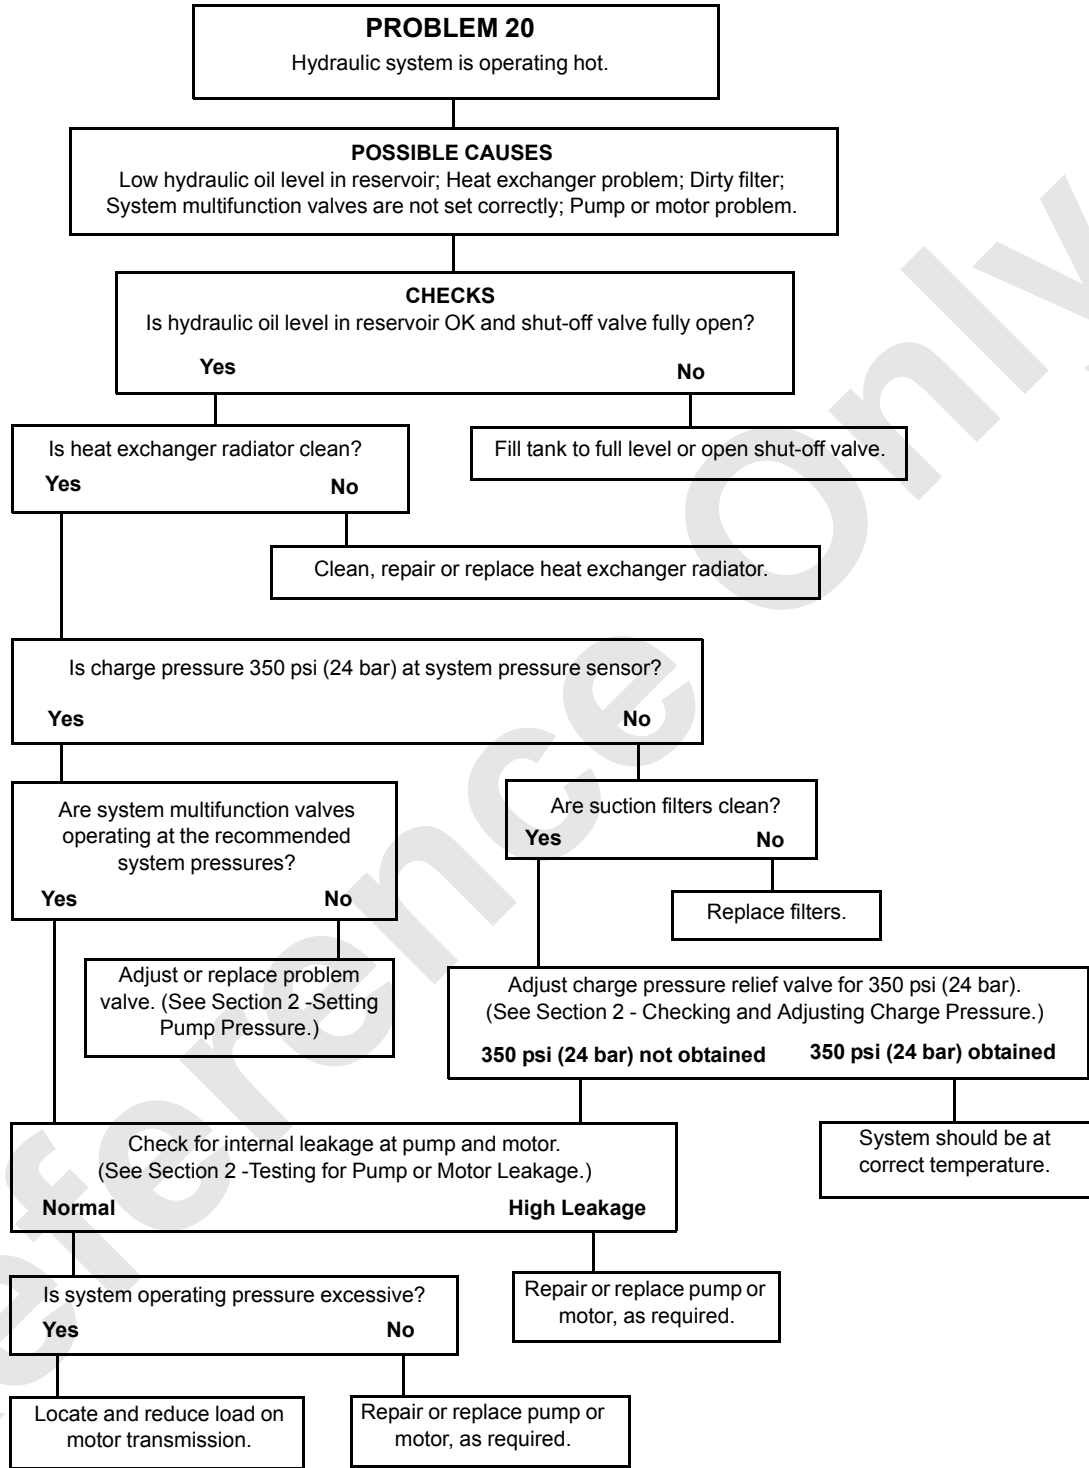 PROBLEM 20
Hydraulic system is operating hot.
POSSIBLE CAUSES
Low hydraulic oil level in reservoir; Heat exchanger problem; Dirty filter;
System multifunction valves are not set correctly; Pump or motor problem.
CHECKS
Is hydraulic oil level in reservoir OK and shut-off valve fully open?
Yes
No
Is heat exchanger radiator clean?
Yes
No
Fill tank to full level or open shut-off valve.
Clean, repair or replace heat exchanger radiator.
Is charge pressure 350 psi (24 bar) at system pressure sensor?
Yes
No
Are system multifunction valves
operating at the recommended
system pressures?
Yes
No
Are suction filters clean?
Yes
No
Replace filters.
Adjust or replace problem
valve. (See Section 2 -Setting
Pump Pressure.)
Adjust charge pressure relief valve for 350 psi (24 bar).
(See Section 2 - Checking and Adjusting Charge Pressure.)
350 psi (24 bar) not obtained
350 psi (24 bar) obtained
Check for internal leakage at pump and motor.
(See Section 2 -Testing for Pump or Motor Leakage.)
Normal
High Leakage
System should be at
correct temperature.
Is system operating pressure excessive?
Yes
No
Repair or replace pump or
motor, as required.
Locate and reduce load on
motor transmission.
Repair or replace pump or
motor, as required.
eference Only